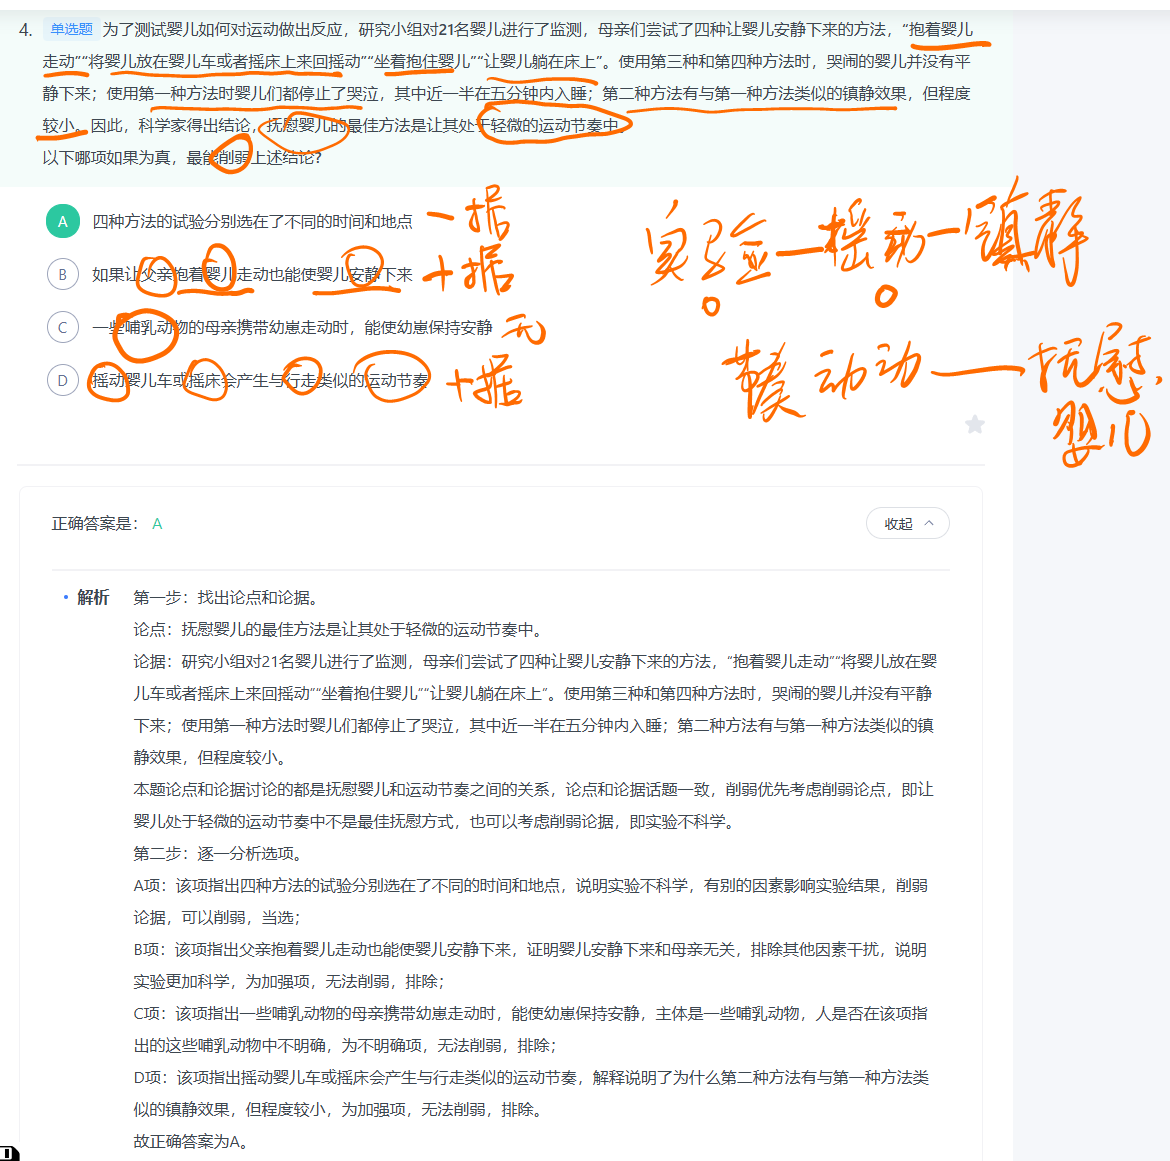 4. 单选题 为了测试婴儿如何对运动做出反应，研究小组对21名婴儿进行了监测，母亲们尝试了四种让婴儿安静下来的方法，“抱着婴儿
走动”“将婴儿放在婴儿车或者摇床上来回摇动”“坐着抱住婴儿”“让婴儿躺在床上”。使用第三种和第四种方法时，哭闹的婴儿并没有平
静下来；使用第一种方法时婴儿们都停止了哭泣，其中近一半在五分钟内入睡；第二种方法有与第一种方法类似的镇静效果，但程度
较小。因此，科学家得出结论，抚慰婴儿的最佳方法是让其处于轻微的运动节奏中。
以下哪项如果为真，最能削弱上述结论？
A 四种方法的试验分别选在了不同的时间和地点 一据
B 如果让父亲抱着婴儿走动也能使婴儿安静下来 +据
C 一些哺乳动物的母亲携带幼崽走动时，能使幼崽保持安静 无
D 摇动婴儿车或摇床会产生与行走类似的运动节奏 +据
实验—摇动—镇静
动动——抚慰
婴儿
正确答案是： A
收起
解析 第一步：找出论点和论据。
论点：抚慰婴儿的最佳方法是让其处于轻微的运动节奏中。
论据：研究小组对21名婴儿进行了监测，母亲们尝试了四种让婴儿安静下来的方法，“抱着婴儿走动”“将婴儿放在婴
儿车或者摇床上来回摇动”“坐着抱住婴儿”“让婴儿躺在床上”。使用第三种和第四种方法时，哭闹的婴儿并没有平静
下来；使用第一种方法时婴儿们都停止了哭泣，其中近一半在五分钟内入睡；第二种方法有与第一种方法类似的镇
静效果，但程度较小。
本题论点和论据讨论的都是抚慰婴儿和运动节奏之间的关系，论点和论据话题一致，削弱优先考虑削弱论点，即让
婴儿处于轻微的运动节奏中不是最佳抚慰方式，也可以考虑削弱论据，即实验不科学。
第二步：逐一分析选项。
A项：该项指出四种方法的试验分别选在了不同的时间和地点，说明实验不科学，有别的因素影响实验结果，削弱
论据，可以削弱，当选；
B项：该项指出父亲抱着婴儿走动也能使婴儿安静下来，证明婴儿安静下来和母亲无关，排除其他因素干扰，说明
实验更加科学，为加强项，无法削弱，排除；
C项：该项指出一些哺乳动物的母亲携带幼崽走动时，能使幼崽保持安静，主体是一些哺乳动物，人是否在该项指
出的这些哺乳动物中不明确，为不明确项，无法削弱，排除；
D项：该项指出摇动婴儿车或摇床会产生与行走类似的运动节奏，解释说明了为什么第二种方法有与第一种方法类
似的镇静效果，但程度较小，为加强项，无法削弱，排除。
故正确答案为A。